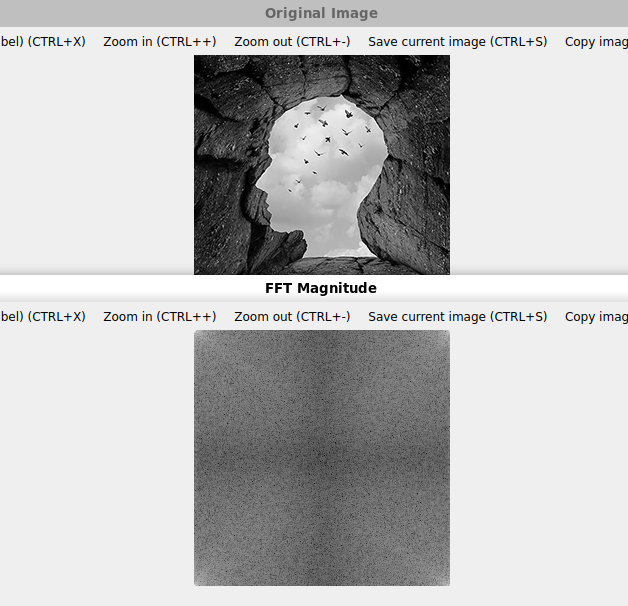 Original Image
bel) (CTRL+X) Zoom in (CTRL++) Zoom out (CTRL+-) Save current image (CTRL+S) Copy imag
FFT Magnitude
bel) (CTRL+X) Zoom in (CTRL++) Zoom out (CTRL+-) Save current image (CTRL+S) Copy imag